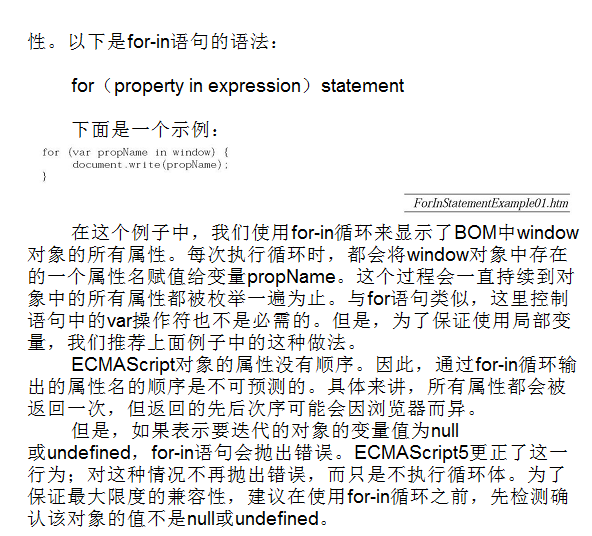 性。以下是for-in语句的语法：
for（property in expression）statement
下面是一个示例：
for (var propName in window) {
document.write(propName);
}
ForInStatementExample01.htm
在这个例子中，我们使用for-in循环来显示了BOM中window
对象的所有属性。每次执行循环时，都会将window对象中存在
的一个属性名赋值给变量propName。这个过程会一直持续到对
象中的所有属性都被枚举一遍为止。与for语句类似，这里控制
语句中的var操作符也不是必需的。但是，为了保证使用局部变
量，我们推荐上面例子中的这种做法。
ECMAScript对象的属性没有顺序。因此，通过for-in循环输
出的属性名的顺序是不可预测的。具体来讲，所有属性都会被
返回一次，但返回的先后次序可能会因浏览器而异。
但是，如果表示要迭代的对象的变量值为null
或undefined，for-in语句会抛出错误。ECMAScript5更正了这一
行为；对这种情况不再抛出错误，而只是不执行循环体。为了
保证最大限度的兼容性，建议在使用for-in循环之前，先检测确
认该对象的值不是null或undefined。